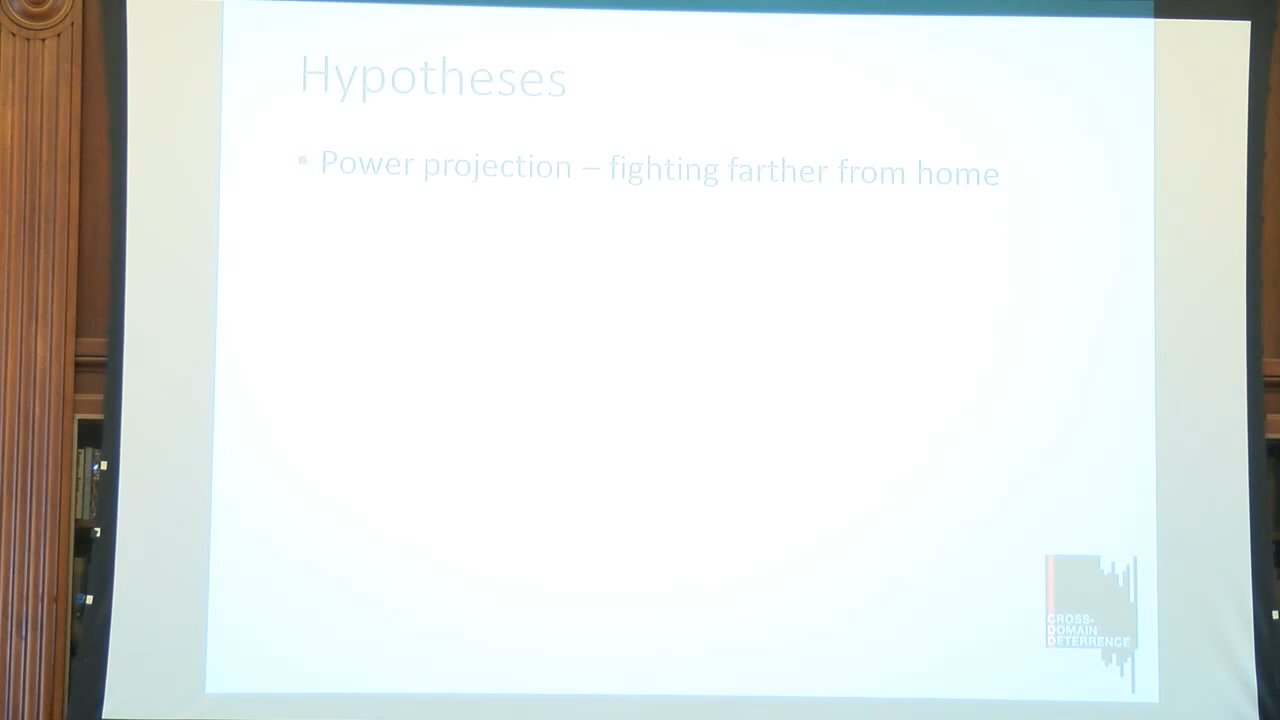 Hypotheses
• Power projection – fighting farther from home
CROSS-
DOMAIN
DETERRENCE